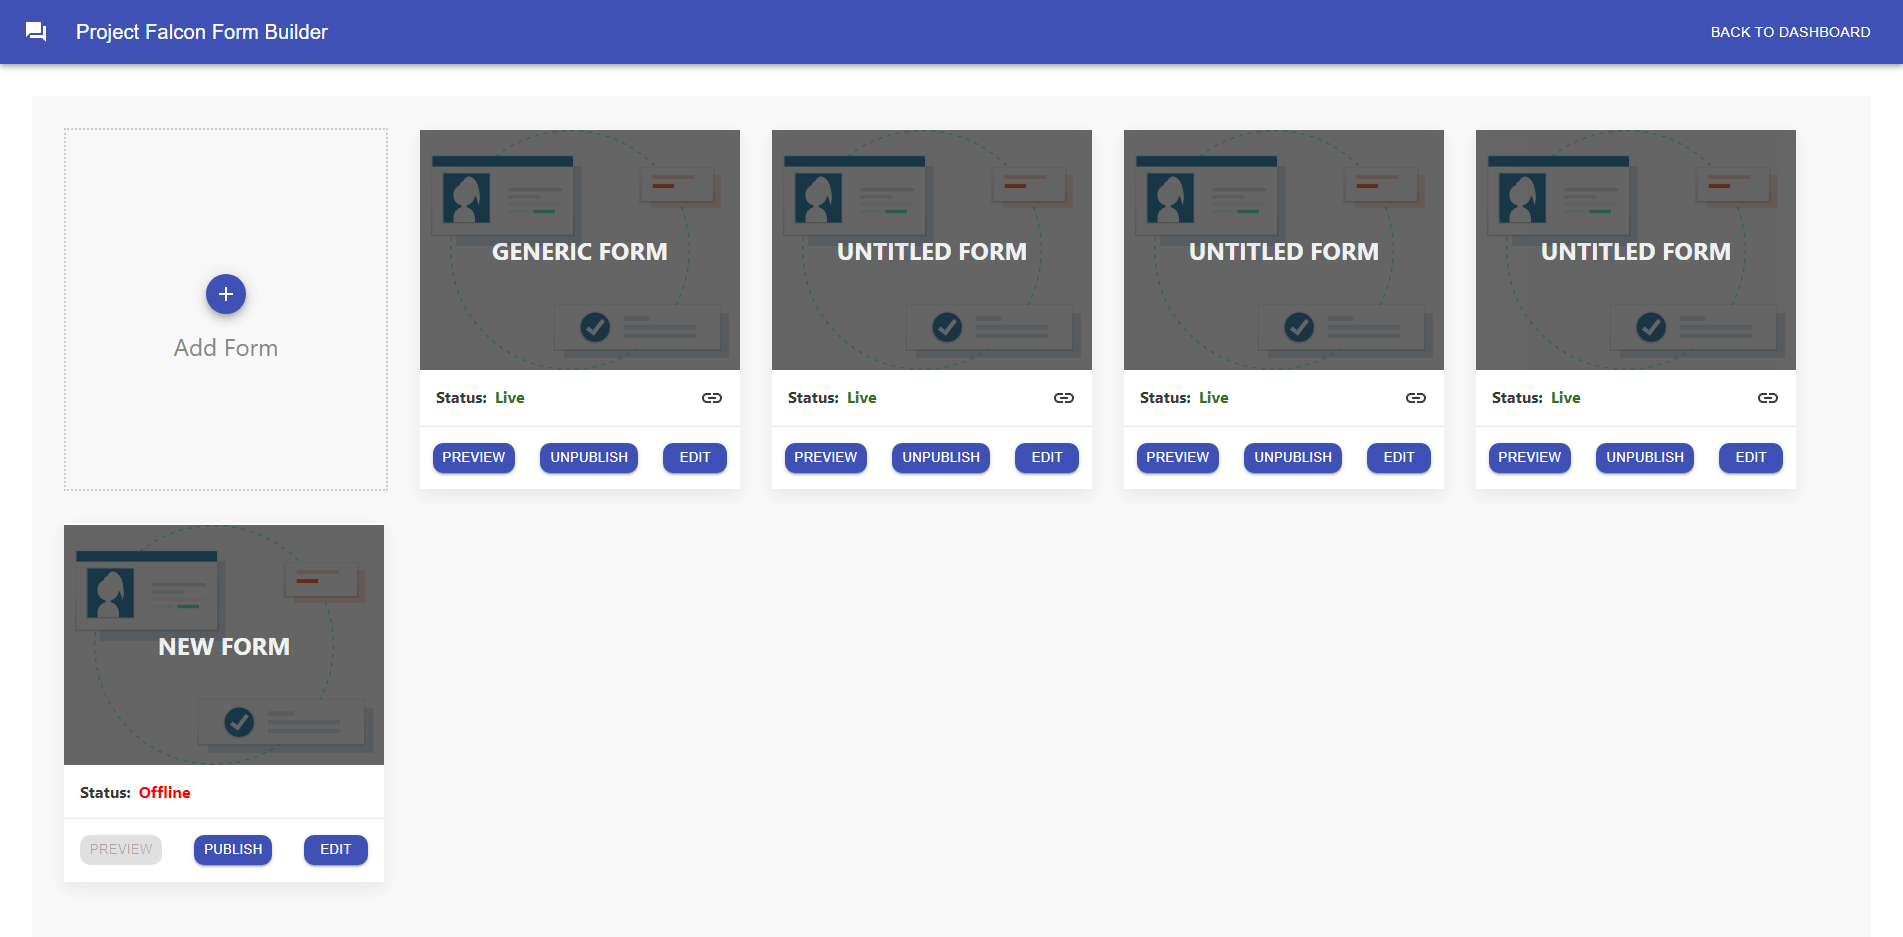 Project Falcon Form Builder
BACK TO DASHBOARD
Add Form
GENERIC FORM
Status: Live
PREVIEW
UNPUBLISH
EDIT
UNTITLED FORM
Status: Live
PREVIEW
UNPUBLISH
EDIT
UNTITLED FORM
Status: Live
PREVIEW
UNPUBLISH
EDIT
UNTITLED FORM
Status: Live
PREVIEW
UNPUBLISH
EDIT
NEW FORM
Status: Offline
PREVIEW
PUBLISH
EDIT